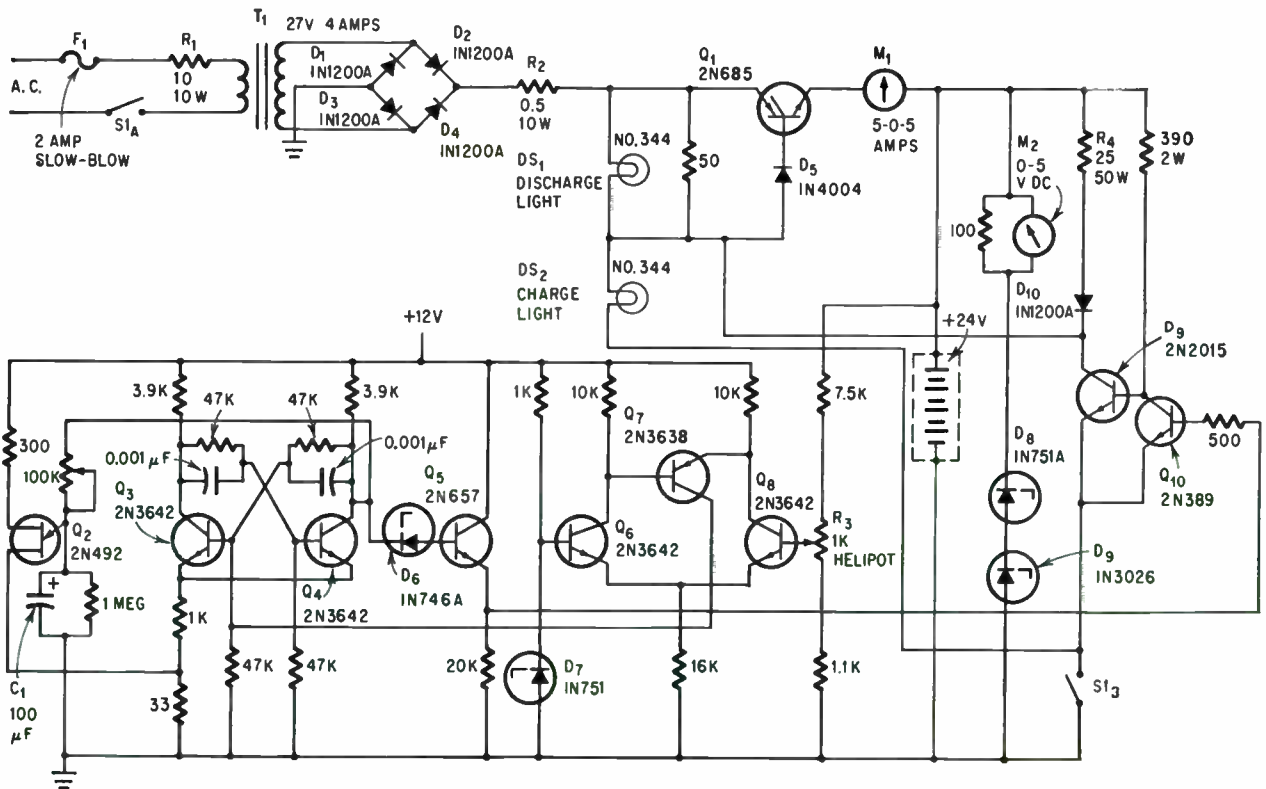 F1
R1
10
10W
A.C.
S1A
2 AMP
SLOW-BLOW
T1
27V 4 AMPS
D1
IN1200A
D2
IN1200A
D3
IN1200A
D4
IN1200A
R2
0.5
10W
NO.344
DS1
DISCHARGE
LIGHT
50
Q1
2N685
D5
IN4004
M1
5-0-5
AMPS
M2
0-5
V DC
100
R4
25
50W
390
2W
NO.344
DS2
CHARGE
LIGHT
D10
IN1200A
+24V
D9
2N2015
+12V
3.9K
47K
47K
3.9K
0.001µF
0.001µF
300
100K
Q3
2N3642
Q2
2N492
+
1 MEG
C1
100
µF
1K
33
47K
47K
Q4
2N3642
D6
IN746A
Q5
2N657
20K
1K
10K
Q7
2N3638
10K
Q6
2N3642
Q8
2N3642
7.5K
R3
1K
HELIPOT
D7
IN751
16K
1.1K
D8
IN751A
D9
IN3026
500
Q10
2N389
S13